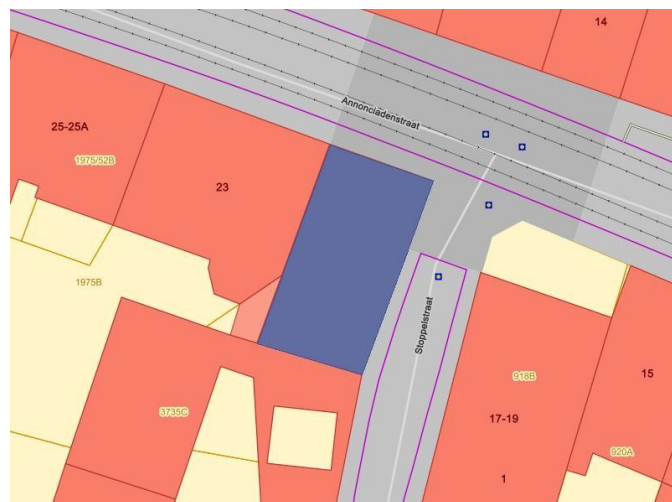 14
Annonciadenstraat
25-25A
1975/52B
23
1975B
Stoppelstraat
918B
15
3735C
17-19
920A
1